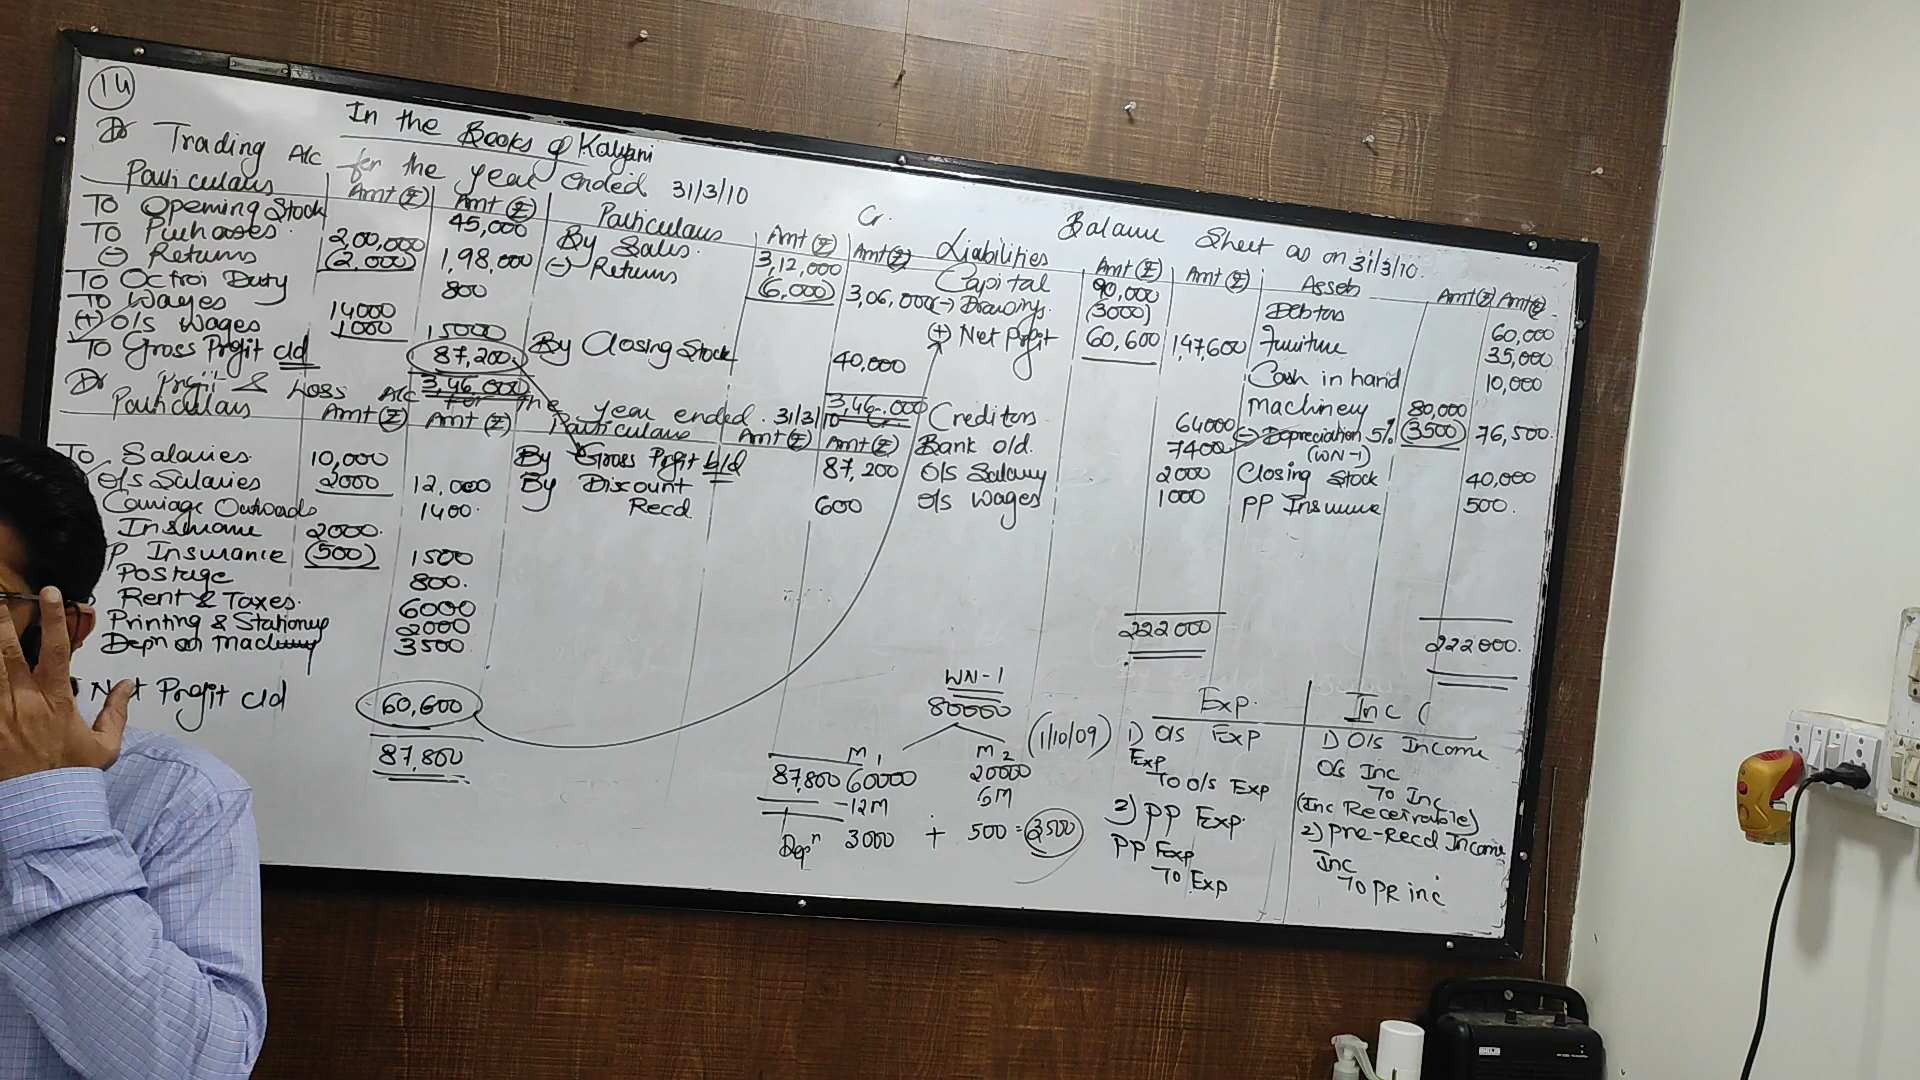 14
In the Books of Kalyani
Dr Trading A/c for the year ended 31/3/10 Cr.
Particulars Amt (₹) Amt (₹) Particulars Amt (₹) Amt (₹)
To Opening Stock 45,000 By Sales. 3,12,000
To Purchases. 2,00,000 (-) Returns (6,000) 3,06,000
(-) Returns (2,000) 1,98,000
To Octroi Duty 800
To Wages 14000
(+) O/s Wages 1000 15000 By Closing Stock 40,000
To Gross Profit c/d 87,200
3,46,000 3,46,000
Dr Profit & Loss A/c for the year ended. 31/3/10
Particulars Amt (₹) Amt (₹) Particulars Amt (₹) Amt (₹)
To Salaries 10,000 By Gross Profit b/d 87,200
O/s Salaries 2000 12,000 By Discount
Recd 600
Carriage Outwards 1400.
Insurance 2000.
P Insurance (500) 1500
Postage 800.
Rent & Taxes. 6000
Printing & Stationery 2000
Depn on Machinery 3500
Net Profit c/d 60,600
87,800 87,800
Balance Sheet as on 31/3/10.
Liabilities Amt (₹) Amt (₹) Assets Amt (₹) Amt (₹)
Capital 90,000 Debtors 60,000
(-) Drawings. (3000) Furniture 35,000
(+) Net Profit 60,600 1,47,600 Cash in hand 10,000
Creditors 64000 Machinery 80,000
Bank o/d. 7400 (-) Depreciation 5% (3500) 76,500.
(WN-1)
O/s Salary 2000 Closing Stock 40,000
O/s Wages 1000 PP Insurance 500.
222000 222000.
WN-1
80000
M1 M2 (1/10/09)
60000 20000
-12M 6M
Depn 3000 + 500 = 3500
Exp. Inc (
1) O/s Exp 1) O/s Income
Exp O/s Inc
To O/s Exp To Inc
(Inc Receivable)
2) PP Exp. 2) Pre-Recd Income
PP Exp Inc
To Exp To PR inc